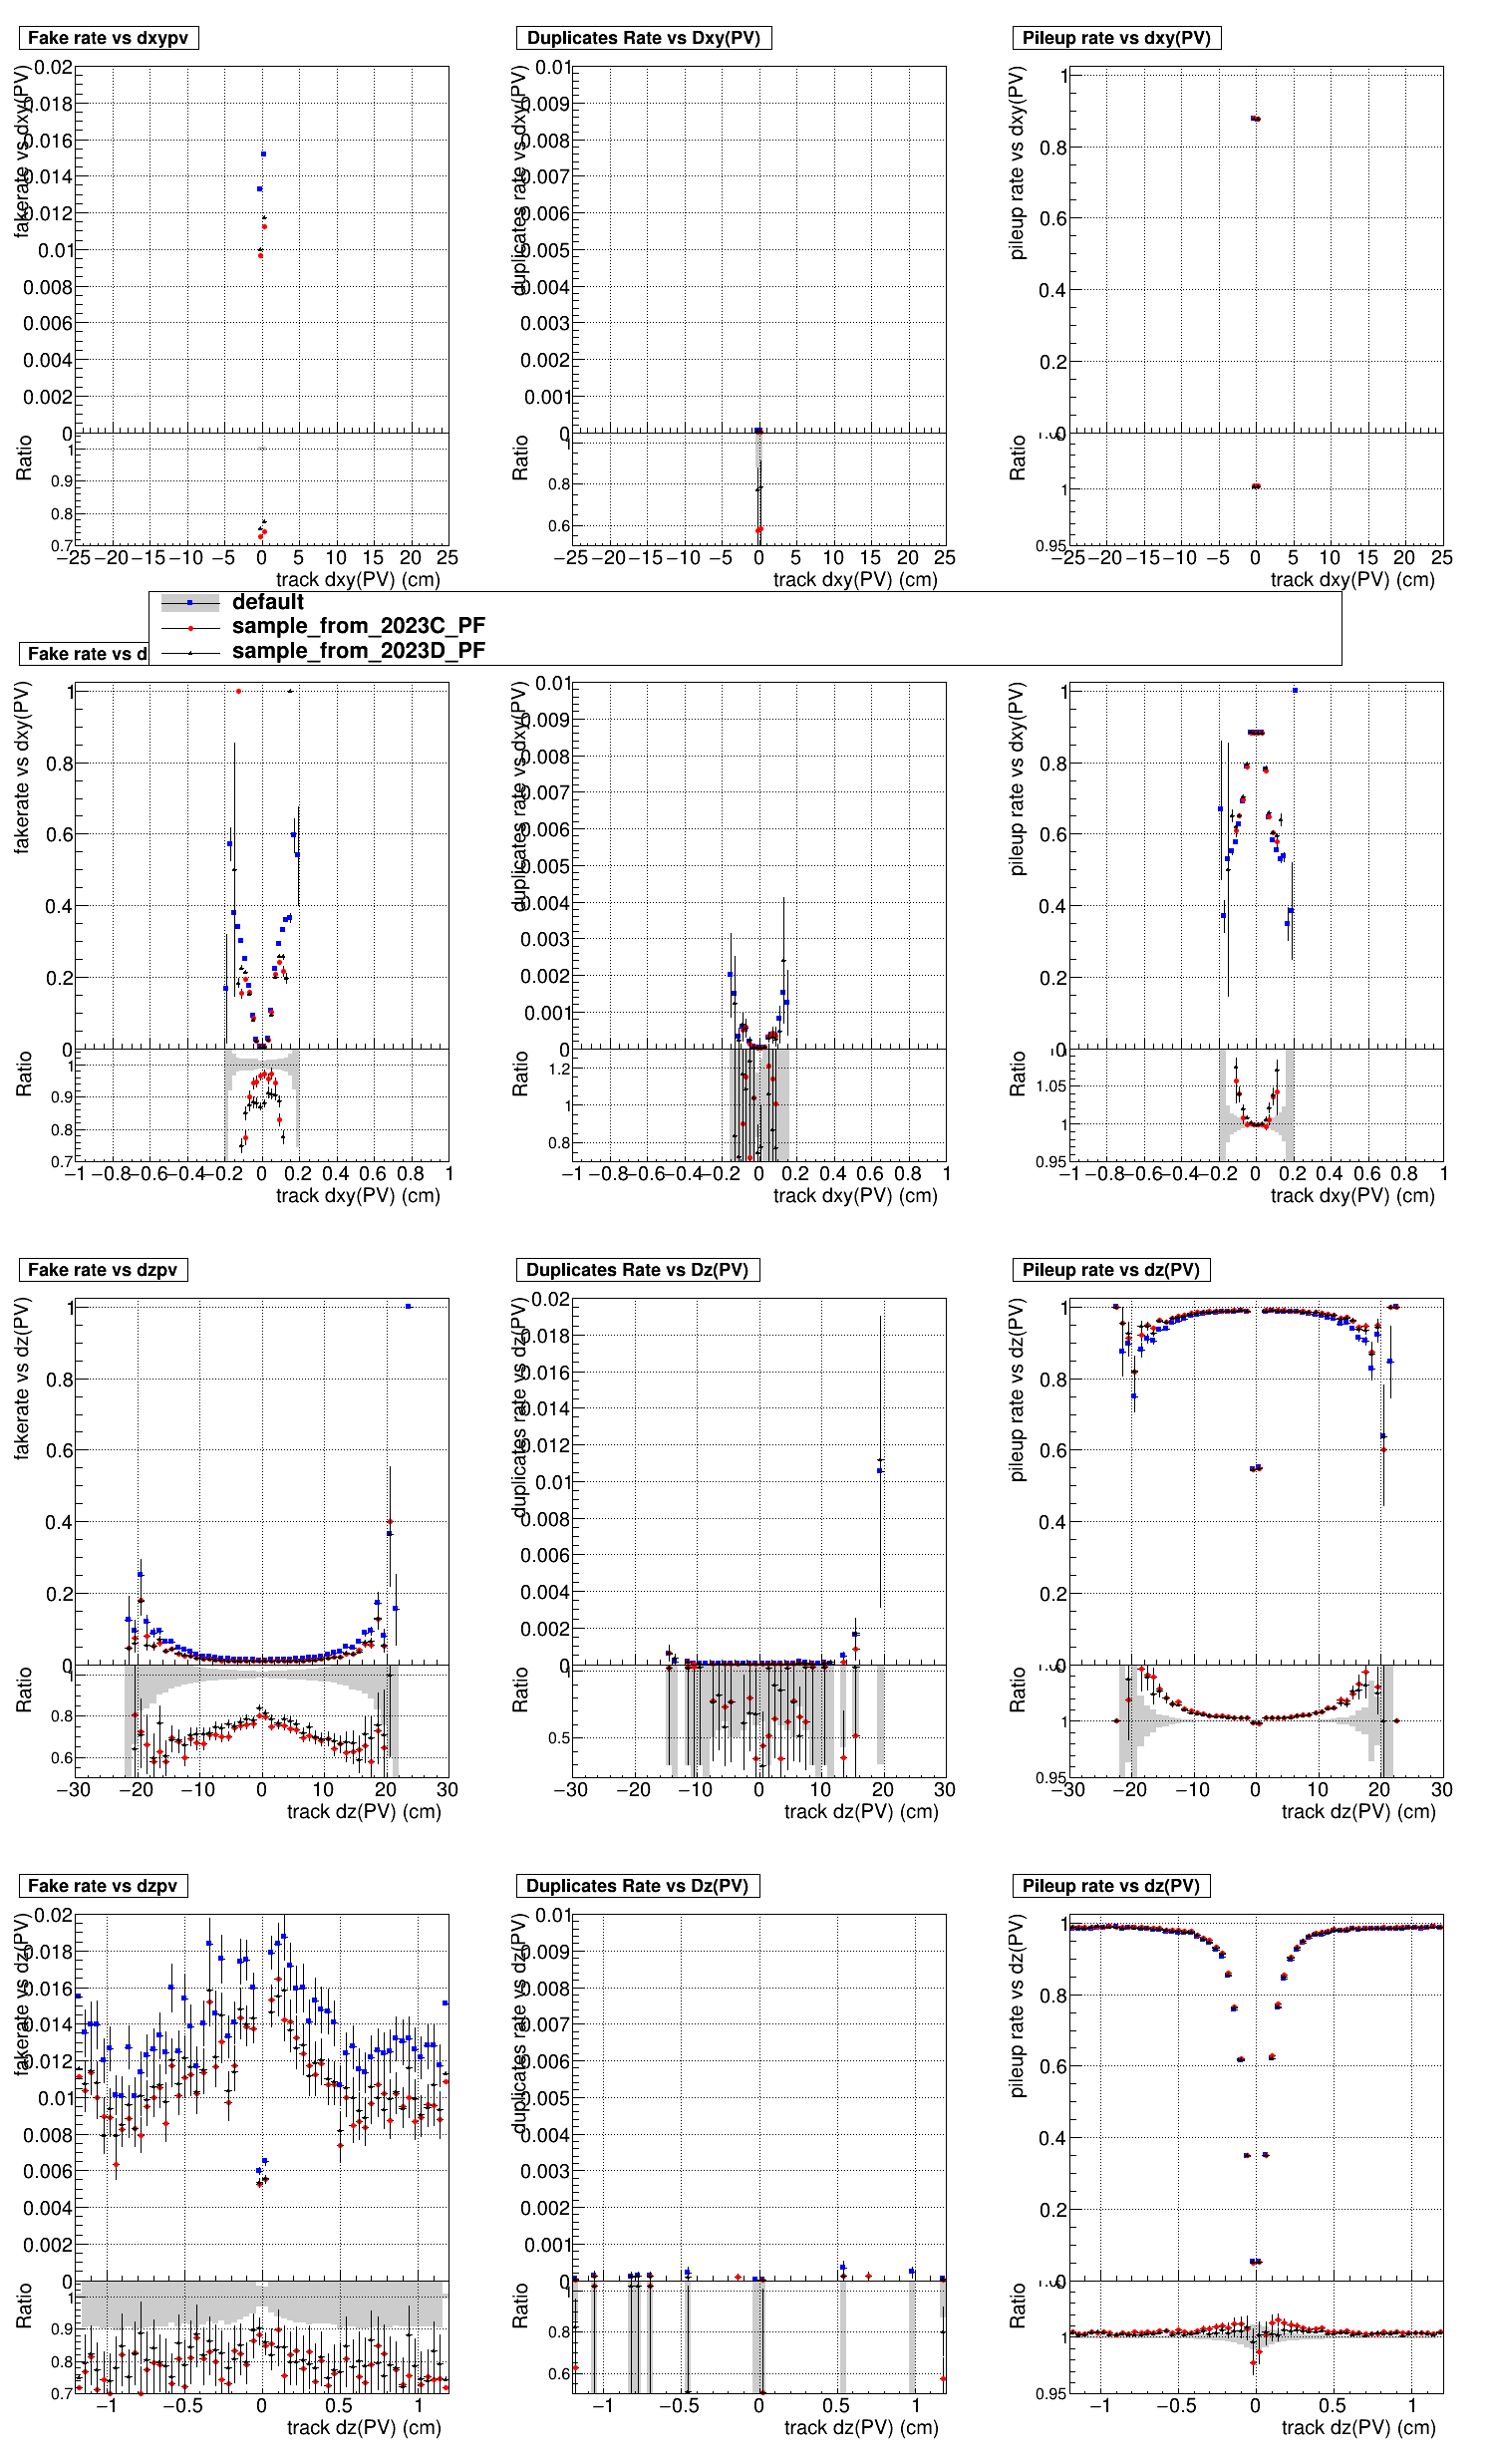 Fake rate vs dxypv
Duplicates Rate vs Dxy(PV)
Pileup rate vs dxy(PV)
fakerate vs dxy(PV)
0.02
0.018
0.016
0.014
0.012
0.01
0.008
0.006
0.004
0.002
0
Ratio
1
0.9
0.8
0.7
−25 −20 −15 −10 −5 0 5 10 15 20 25
track dxy(PV) (cm)
duplicates rate vs dxy(PV)
0.01
0.009
0.008
0.007
0.006
0.005
0.004
0.003
0.002
0.001
0
Ratio
1
0.8
0.6
−25 −20 −15 −10 −5 0 5 10 15 20 25
track dxy(PV) (cm)
pileup rate vs dxy(PV)
1
0.8
0.6
0.4
0.2
0
Ratio
1
0.95
−25 −20 −15 −10 −5 0 5 10 15 20 25
track dxy(PV) (cm)
default
sample_from_2023C_PF
sample_from_2023D_PF
Fake rate vs d
fakerate vs dxy(PV)
1
0.8
0.6
0.4
0.2
0
Ratio
1
0.9
0.8
0.7
−1 −0.8 −0.6 −0.4 −0.2 0 0.2 0.4 0.6 0.8 1
track dxy(PV) (cm)
duplicates rate vs dxy(PV)
0.01
0.009
0.008
0.007
0.006
0.005
0.004
0.003
0.002
0.001
0
Ratio
1.2
1
0.8
−1 −0.8 −0.6 −0.4 −0.2 0 0.2 0.4 0.6 0.8 1
track dxy(PV) (cm)
pileup rate vs dxy(PV)
1
0.8
0.6
0.4
0.2
0
Ratio
1.05
1
0.95
−1 −0.8 −0.6 −0.4 −0.2 0 0.2 0.4 0.6 0.8 1
track dxy(PV) (cm)
Fake rate vs dzpv
Duplicates Rate vs Dz(PV)
Pileup rate vs dz(PV)
fakerate vs dz(PV)
1
0.8
0.6
0.4
0.2
0
Ratio
0.8
0.6
−30 −20 −10 0 10 20 30
track dz(PV) (cm)
duplicates rate vs dz(PV)
0.02
0.018
0.016
0.014
0.012
0.01
0.008
0.006
0.004
0.002
0
Ratio
0.5
−30 −20 −10 0 10 20 30
track dz(PV) (cm)
pileup rate vs dz(PV)
1
0.8
0.6
0.4
0.2
0
Ratio
1
0.95
−30 −20 −10 0 10 20 30
track dz(PV) (cm)
Fake rate vs dzpv
Duplicates Rate vs Dz(PV)
Pileup rate vs dz(PV)
fakerate vs dz(PV)
0.02
0.018
0.016
0.014
0.012
0.01
0.008
0.006
0.004
0.002
0
Ratio
1
0.9
0.8
0.7
−1 −0.5 0 0.5 1
track dz(PV) (cm)
duplicates rate vs dz(PV)
0.01
0.009
0.008
0.007
0.006
0.005
0.004
0.003
0.002
0.001
0
Ratio
1
0.8
0.6
−1 −0.5 0 0.5 1
track dz(PV) (cm)
pileup rate vs dz(PV)
1
0.8
0.6
0.4
0.2
0
Ratio
1
0.95
−1 −0.5 0 0.5 1
track dz(PV) (cm)